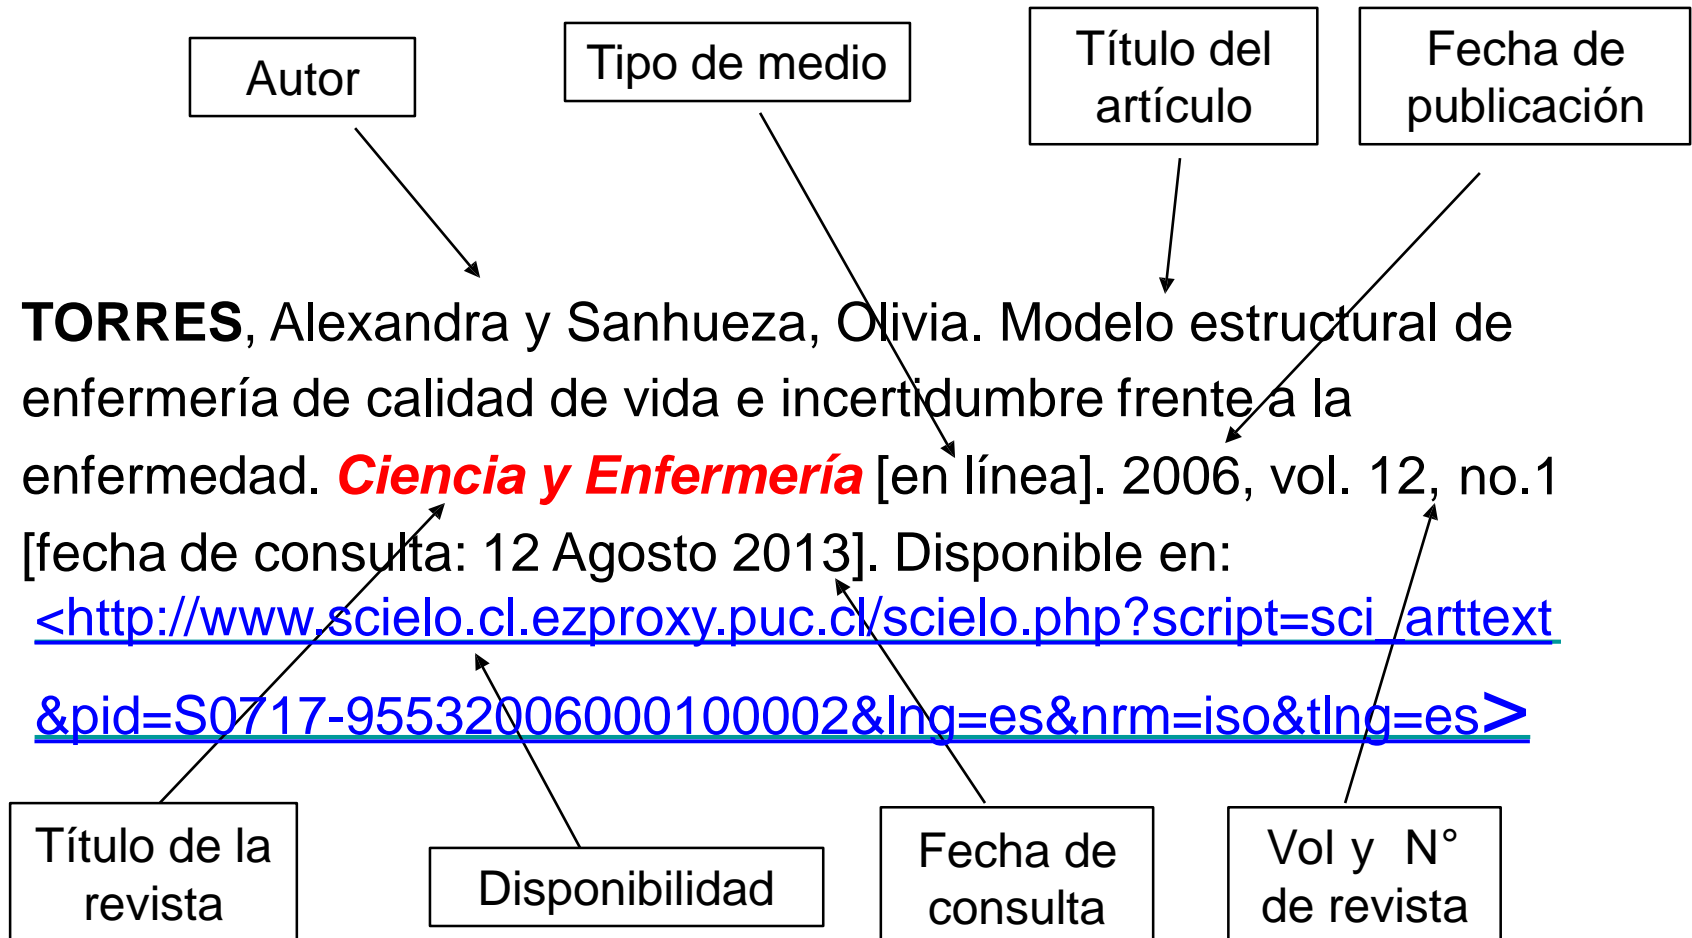 Autor
Tipo de medio
Título del
artículo
Fecha de
publicación
TORRES, Alexandra y Sanhueza, Olivia. Modelo estructural de
enfermería de calidad de vida e incertidumbre frente a la
enfermedad. Ciencia y Enfermería [en línea]. 2006, vol. 12, no.1
[fecha de consulta: 12 Agosto 2013]. Disponible en:
<http://www.scielo.cl.ezproxy.puc.cl/scielo.php?script=sci_arttext
&pid=S0717-95532006000100002&lng=es&nrm=iso&tlng=es>
Título de la
revista
Disponibilidad
Fecha de
consulta
Vol y N°
de revista